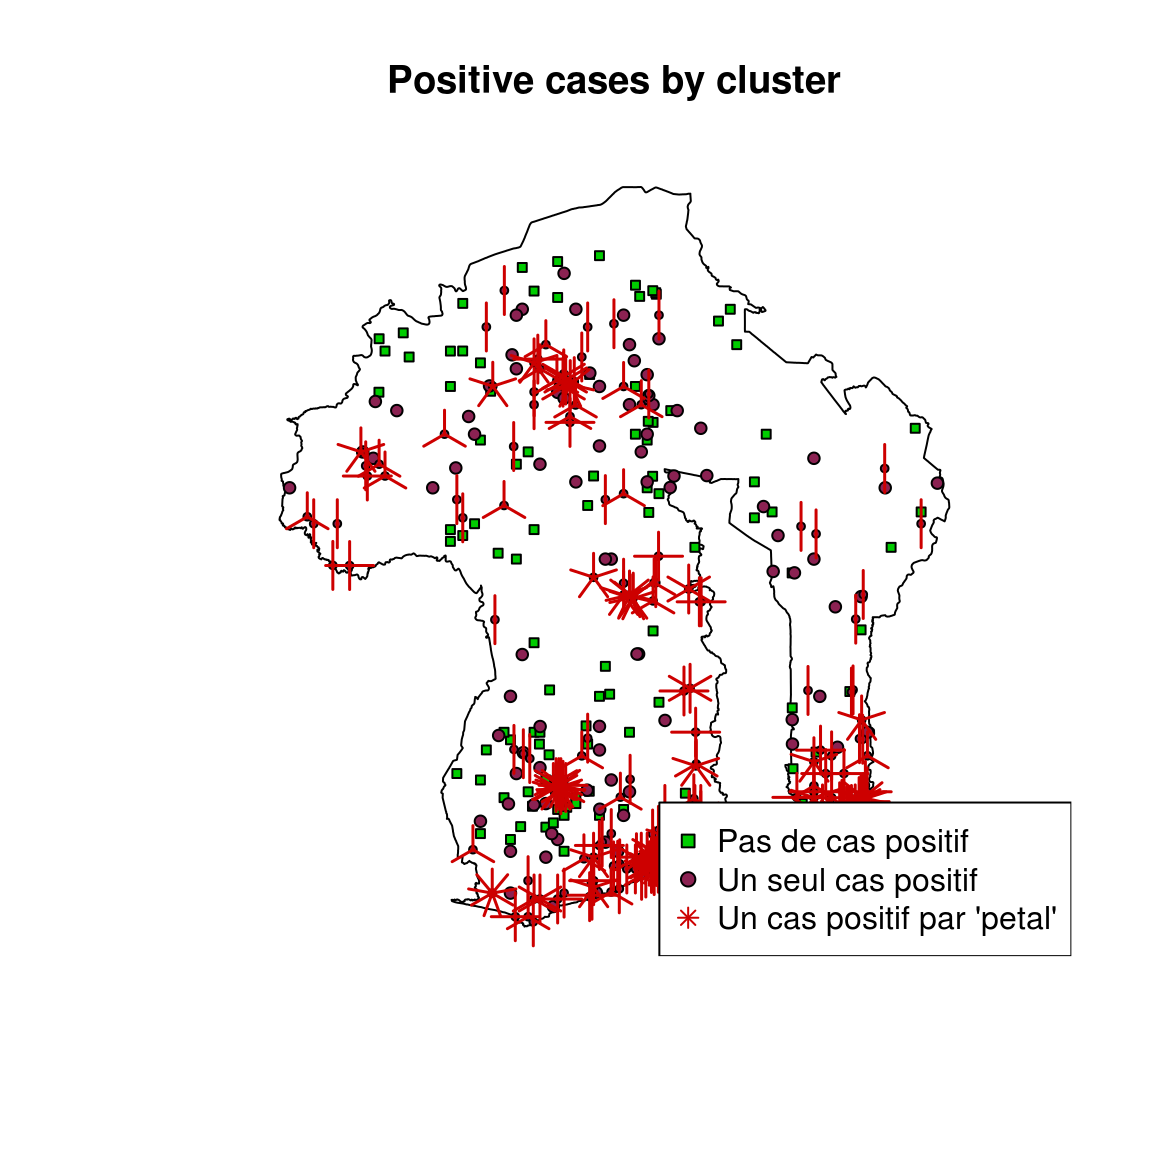 Positive cases by cluster
Pas de cas positif
Un seul cas positif
Un cas positif par 'petal'